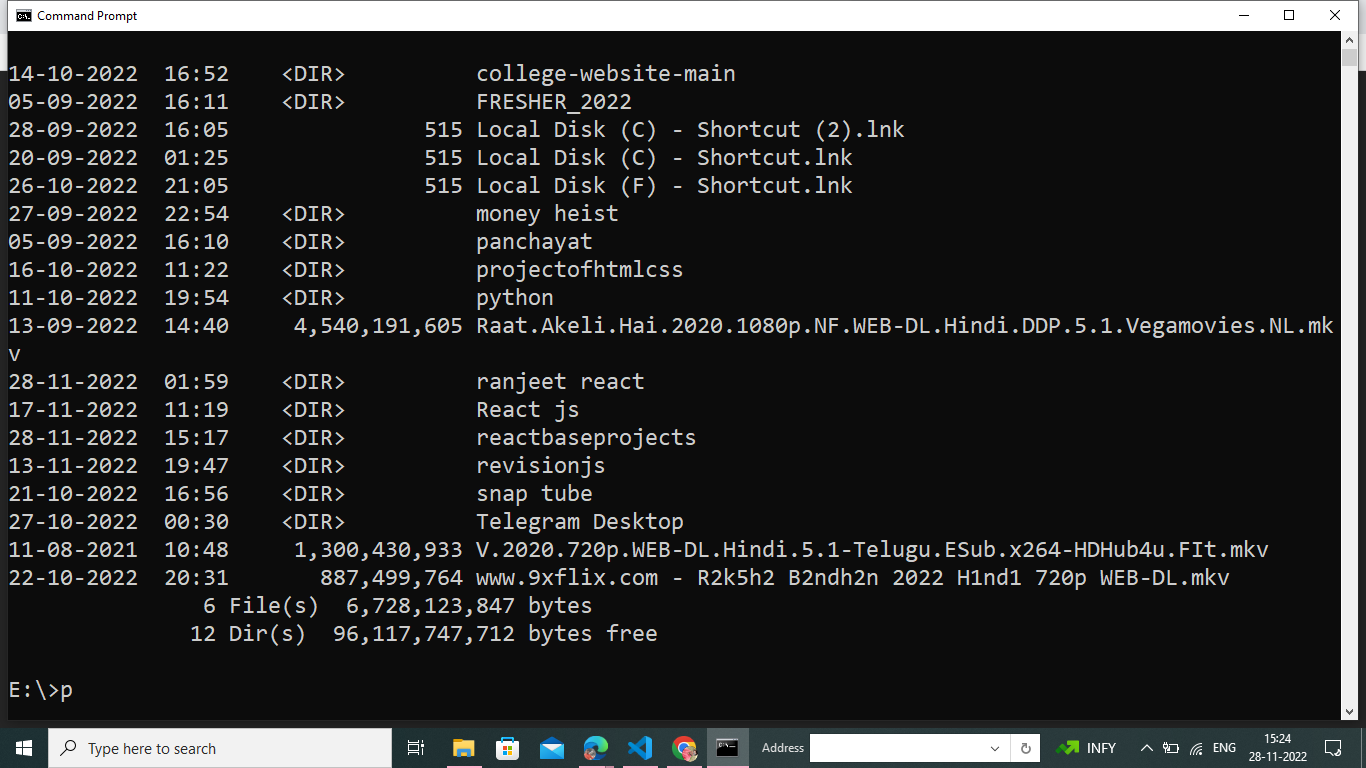 Command Prompt
14-10-2022  16:52    <DIR>          college-website-main
05-09-2022  16:11    <DIR>          FRESHER_2022
28-09-2022  16:05               515 Local Disk (C) - Shortcut (2).lnk
20-09-2022  01:25               515 Local Disk (C) - Shortcut.lnk
26-10-2022  21:05               515 Local Disk (F) - Shortcut.lnk
27-09-2022  22:54    <DIR>          money heist
05-09-2022  16:10    <DIR>          panchayat
16-10-2022  11:22    <DIR>          projectofhtmlcss
11-10-2022  19:54    <DIR>          python
13-09-2022  14:40     4,540,191,605 Raat.Akeli.Hai.2020.1080p.NF.WEB-DL.Hindi.DDP.5.1.Vegamovies.NL.mk
v
28-11-2022  01:59    <DIR>          ranjeet react
17-11-2022  11:19    <DIR>          React js
28-11-2022  15:17    <DIR>          reactbaseprojects
13-11-2022  19:47    <DIR>          revisionjs
21-10-2022  16:56    <DIR>          snap tube
27-10-2022  00:30    <DIR>          Telegram Desktop
11-08-2021  10:48     1,300,430,933 V.2020.720p.WEB-DL.Hindi.5.1-Telugu.ESub.x264-HDHub4u.FIt.mkv
22-10-2022  20:31       887,499,764 www.9xflix.com - R2k5h2 B2ndh2n 2022 H1nd1 720p WEB-DL.mkv
               6 File(s)  6,728,123,847 bytes
              12 Dir(s)  96,117,747,712 bytes free
E:\>p
Type here to search
Address
INFY
ENG
15:24
28-11-2022